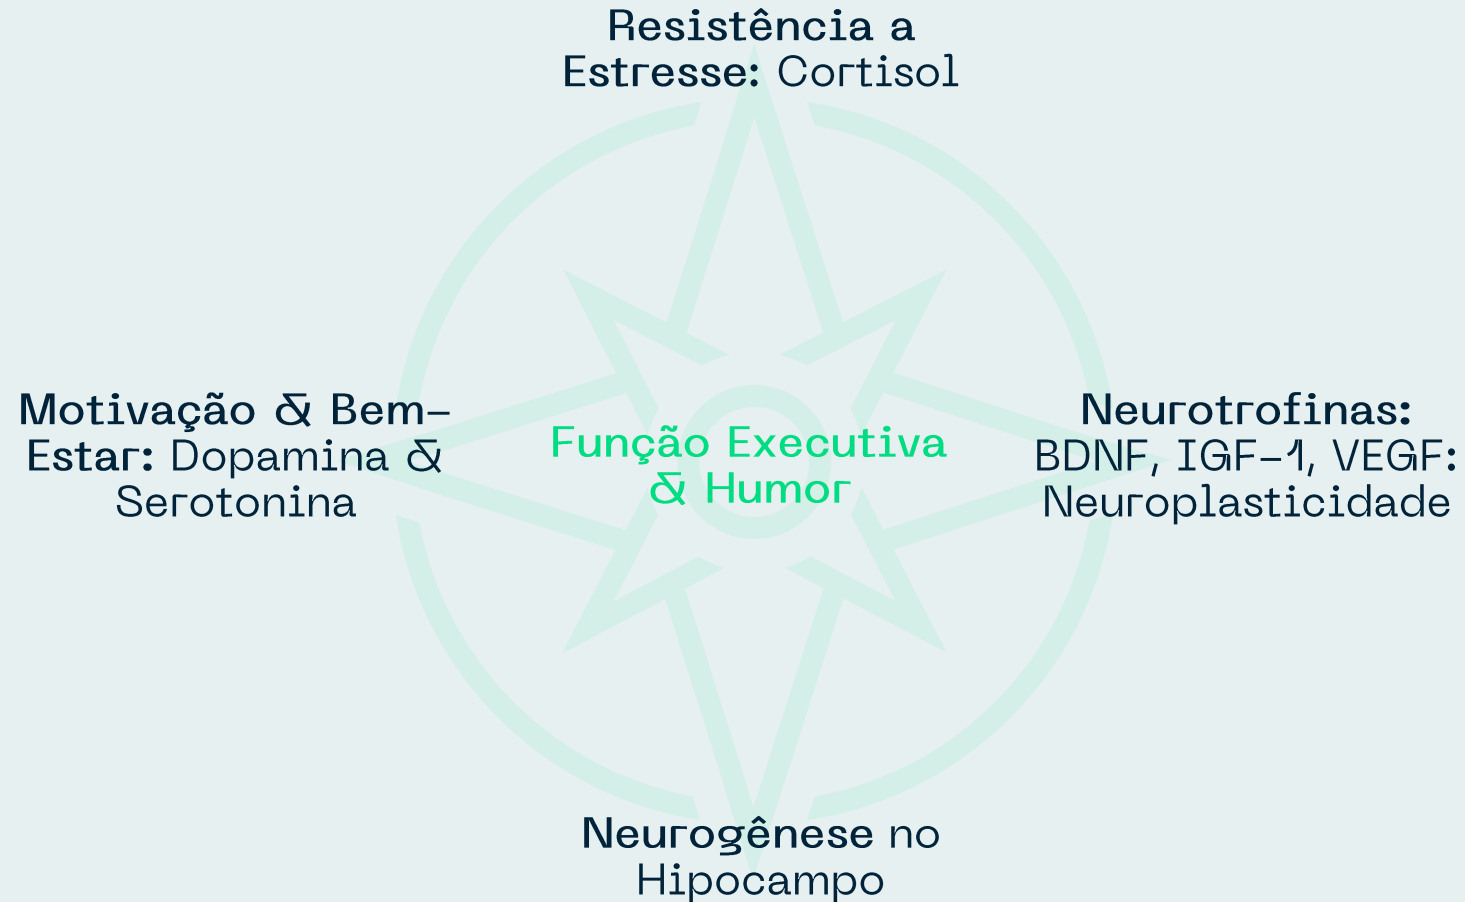 Resistência a
Estresse: Cortisol
Motivação & Bem-
Estar: Dopamina &
Serotonina
Função Executiva
& Humor
Neurotrofinas:
BDNF, IGF-1, VEGF:
Neuroplasticidade
Neurogênese no
Hipocampo